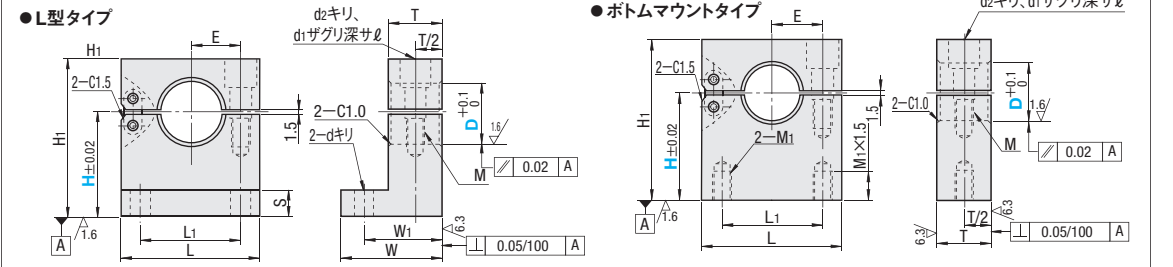 ●L型タイプ
d2キリ、
d1ザグリ深サℓ
T
T/2
E
H1
2−C1.5
H1
H±0.02
1.5
2−C1.0
2−dキリ
D+0.1 0
1.6
// 0.02 A
M
S
A
1.6
L1
L
W1
W
6.3
⊥ 0.05/100 A
●ボトムマウントタイプ
d2キリ、d1ザグリ深サℓ
E
2−C1.5
H1
H±0.02
1.5
2−M1
M1×1.5
2−C1.0
D+0.1 0
1.6
M
// 0.02 A
A
1.6
L1
L
6.3
T/2
T
6.3
⊥ 0.05/100 A